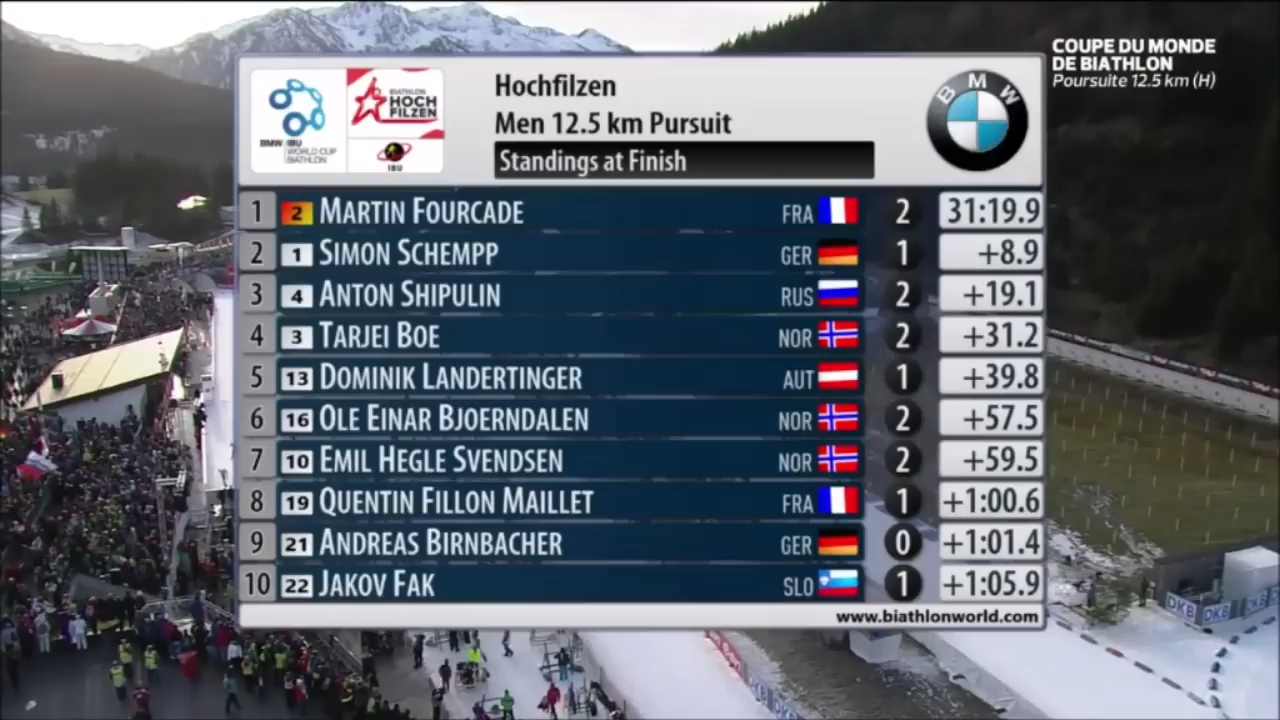 COUPE DU MONDE
DE BIATHLON
Poursuite 12.5 km (H)
BMW IBU
WORLD CUP
BIATHLON
BIATHLON
HOCH
FILZEN
IBU
Hochfilzen
Men 12.5 km Pursuit
Standings at Finish
BMW
1 2 MARTIN FOURCADE FRA 2 31:19.9
2 1 SIMON SCHEMPP GER 1 +8.9
3 4 ANTON SHIPULIN RUS 2 +19.1
4 3 TARJEI BOE NOR 2 +31.2
5 13 DOMINIK LANDERTINGER AUT 1 +39.8
6 16 OLE EINAR BJOERNDALEN NOR 2 +57.5
7 10 EMIL HEGLE SVENDSEN NOR 2 +59.5
8 19 QUENTIN FILLON MAILLET FRA 1 +1:00.6
9 21 ANDREAS BIRNBACHER GER 0 +1:01.4
10 22 JAKOV FAK SLO 1 +1:05.9
www.biathlonworld.com
DKB DKB DKB
DKB